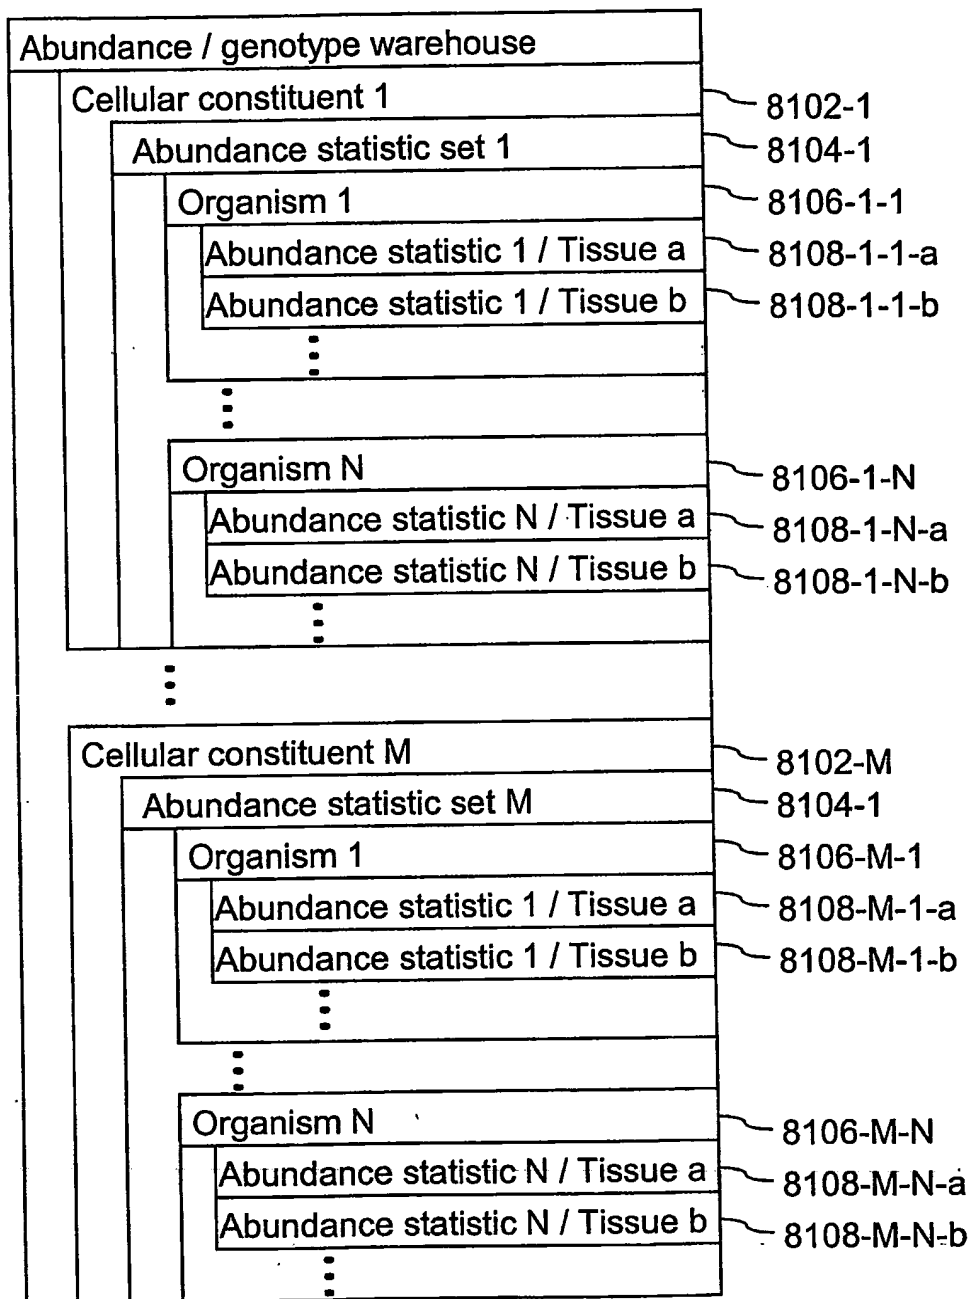 Abundance / genotype warehouse
Cellular constituent 1 8102-1
Abundance statistic set 1 8104-1
Organism 1 8106-1-1
Abundance statistic 1 / Tissue a 8108-1-1-a
Abundance statistic 1 / Tissue b 8108-1-1-b
Organism N 8106-1-N
Abundance statistic N / Tissue a 8108-1-N-a
Abundance statistic N / Tissue b 8108-1-N-b
Cellular constituent M 8102-M
Abundance statistic set M 8104-1
Organism 1 8106-M-1
Abundance statistic 1 / Tissue a 8108-M-1-a
Abundance statistic 1 / Tissue b 8108-M-1-b
Organism N 8106-M-N
Abundance statistic N / Tissue a 8108-M-N-a
Abundance statistic N / Tissue b 8108-M-N-b